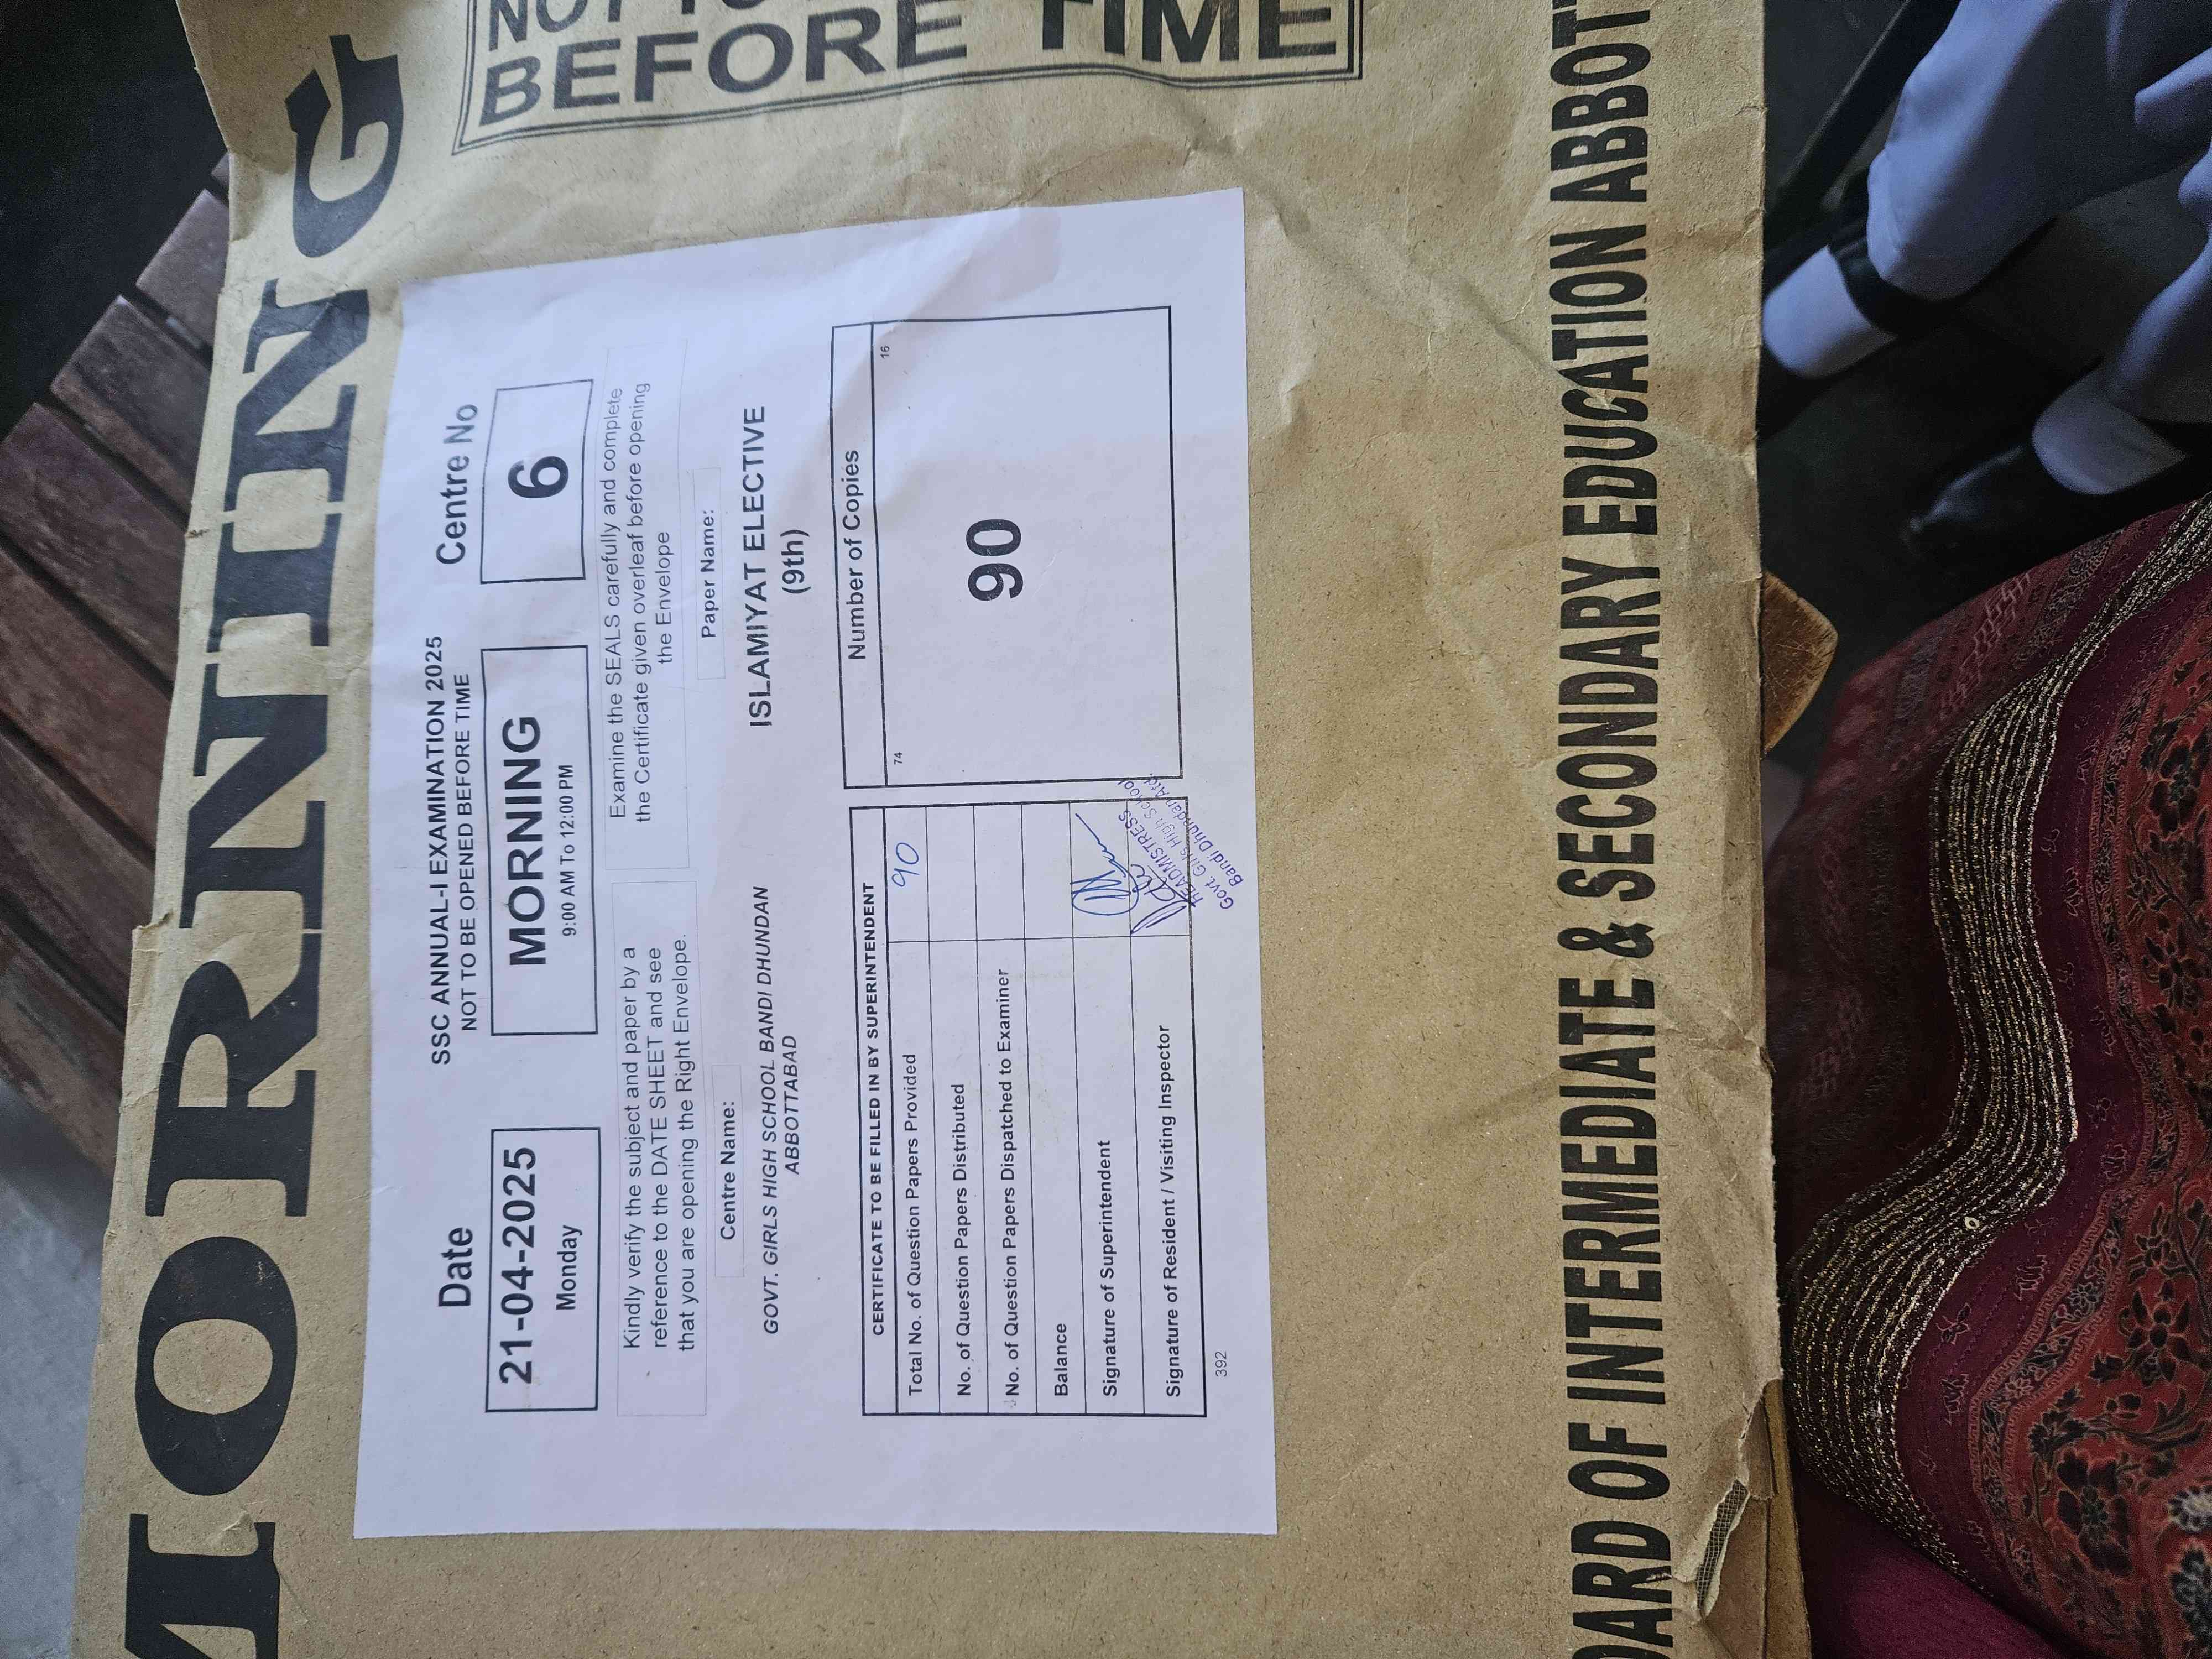 MORNING
BEFORE TIME
SSC ANNUAL-I EXAMINATION 2025
NOT TO BE OPENED BEFORE TIME
Date
21-04-2025
Monday
MORNING
9:00 AM To 12:00 PM
Centre No
6
Kindly verify the subject and paper by a
reference to the DATE SHEET and see
that you are opening the Right Envelope.
Examine the SEALS carefully and complete
the Certificate given overleaf before opening
the Envelope
Centre Name:
GOVT. GIRLS HIGH SCHOOL BANDI DHUNDAN
ABBOTTABAD
Paper Name:
ISLAMIYAT ELECTIVE
(9th)
CERTIFICATE TO BE FILLED IN BY SUPERINTENDENT
Total No. of Question Papers Provided 90
No. of Question Papers Distributed
No. of Question Papers Dispatched to Examiner
Balance
Signature of Superintendent
Signature of Resident / Visiting Inspector
HEADMISTRESS
Govt. Girls High School
Bandi Dhundan Atd.
392
Number of Copies
74 16
90
OARD OF INTERMEDIATE & SECONDARY EDUCATION ABBOT